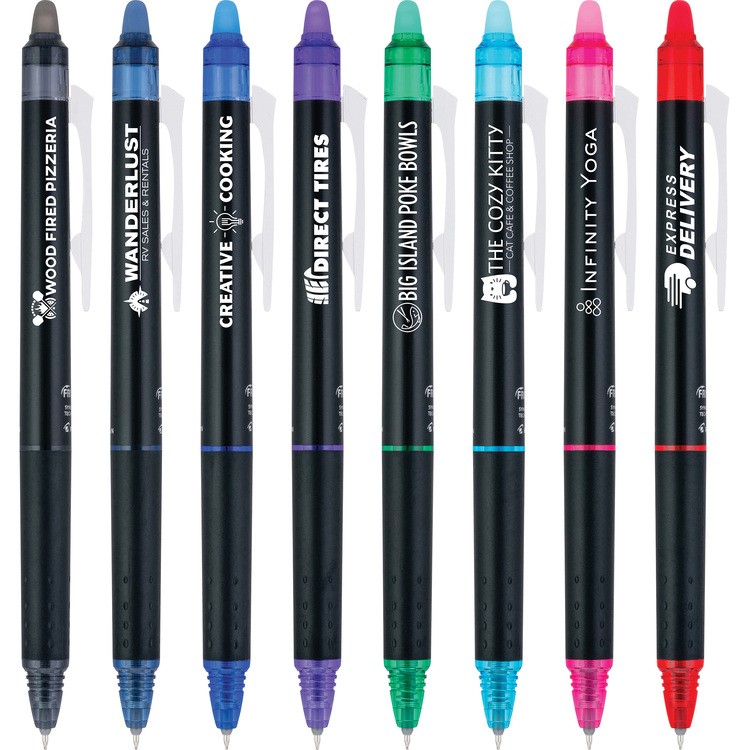 WOOD FIRED PIZZERIA
WANDERLUST
RV SALES & RENTALS
CREATIVE COOKING
DIRECT TIRES
BIG ISLAND POKE BOWLS
THE COZY KITTY
CAT CAFE & COFFEE SHOP
INFINITY YOGA
EXPRESS
DELIVERY